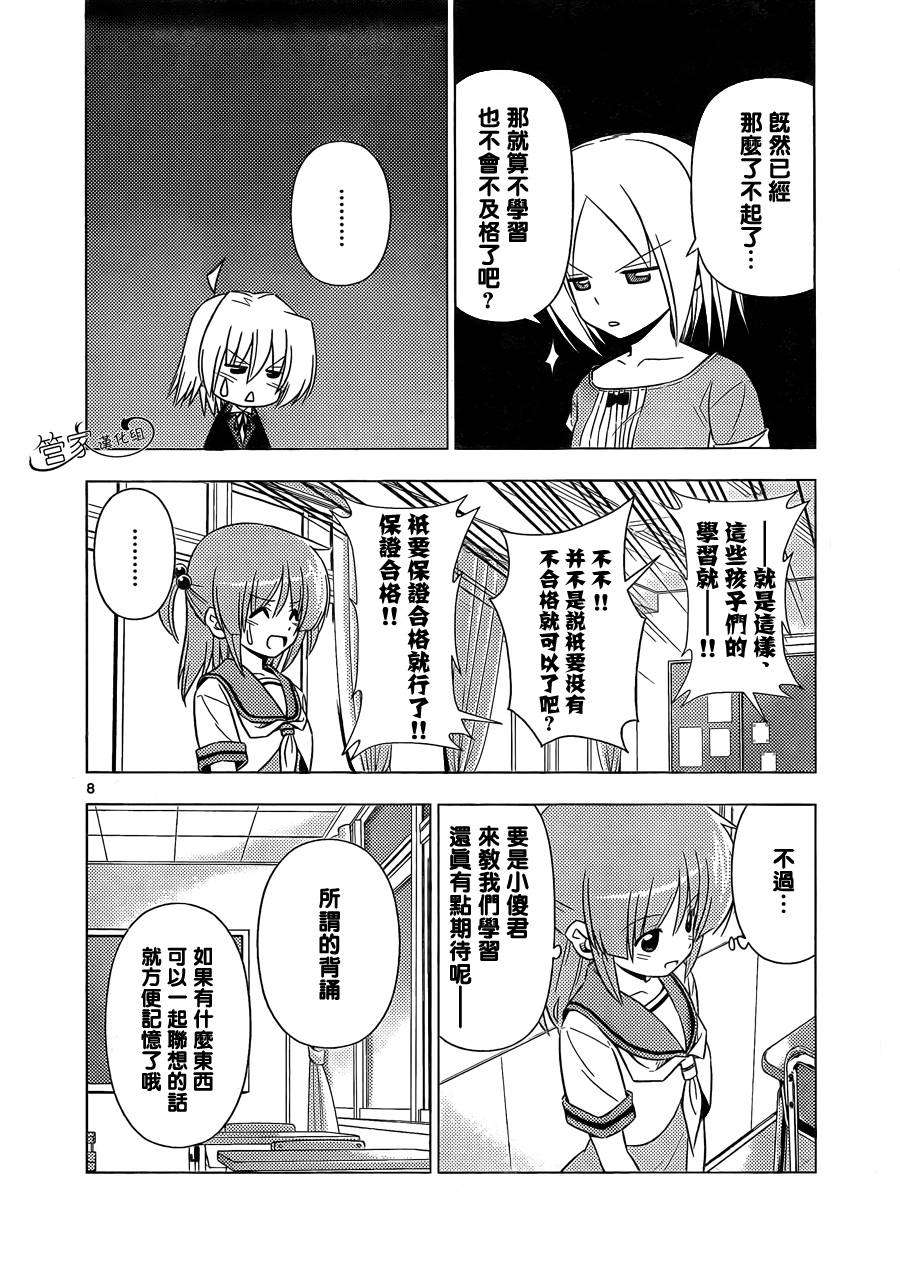 既然已經
那麼了不起了…
那就算不學習
也不會不及格了吧？
………
管家漢化組
——就是這樣、
這些孩子們的
學習就——!!
不不!!
并不是説衹要没有
不合格就可以了吧？
衹要保證合格就行了!!
保證合格!!
………
8
不過…
要是小傻君
來教我們學習
還真有點期待呢——
所謂的背誦
如果有什麼東西
可以一起聯想的話
就方便記憶了哦